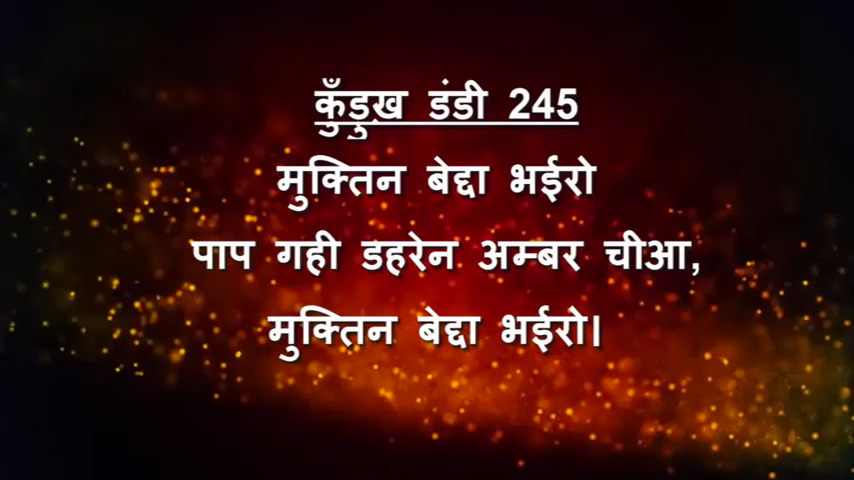 कुँड़ुख़ डंडी 245
मुक्तिन बेद्दा भईरो
पाप गही डहरेन अम्बर चीआ,
मुक्तिन बेद्दा भईरो।